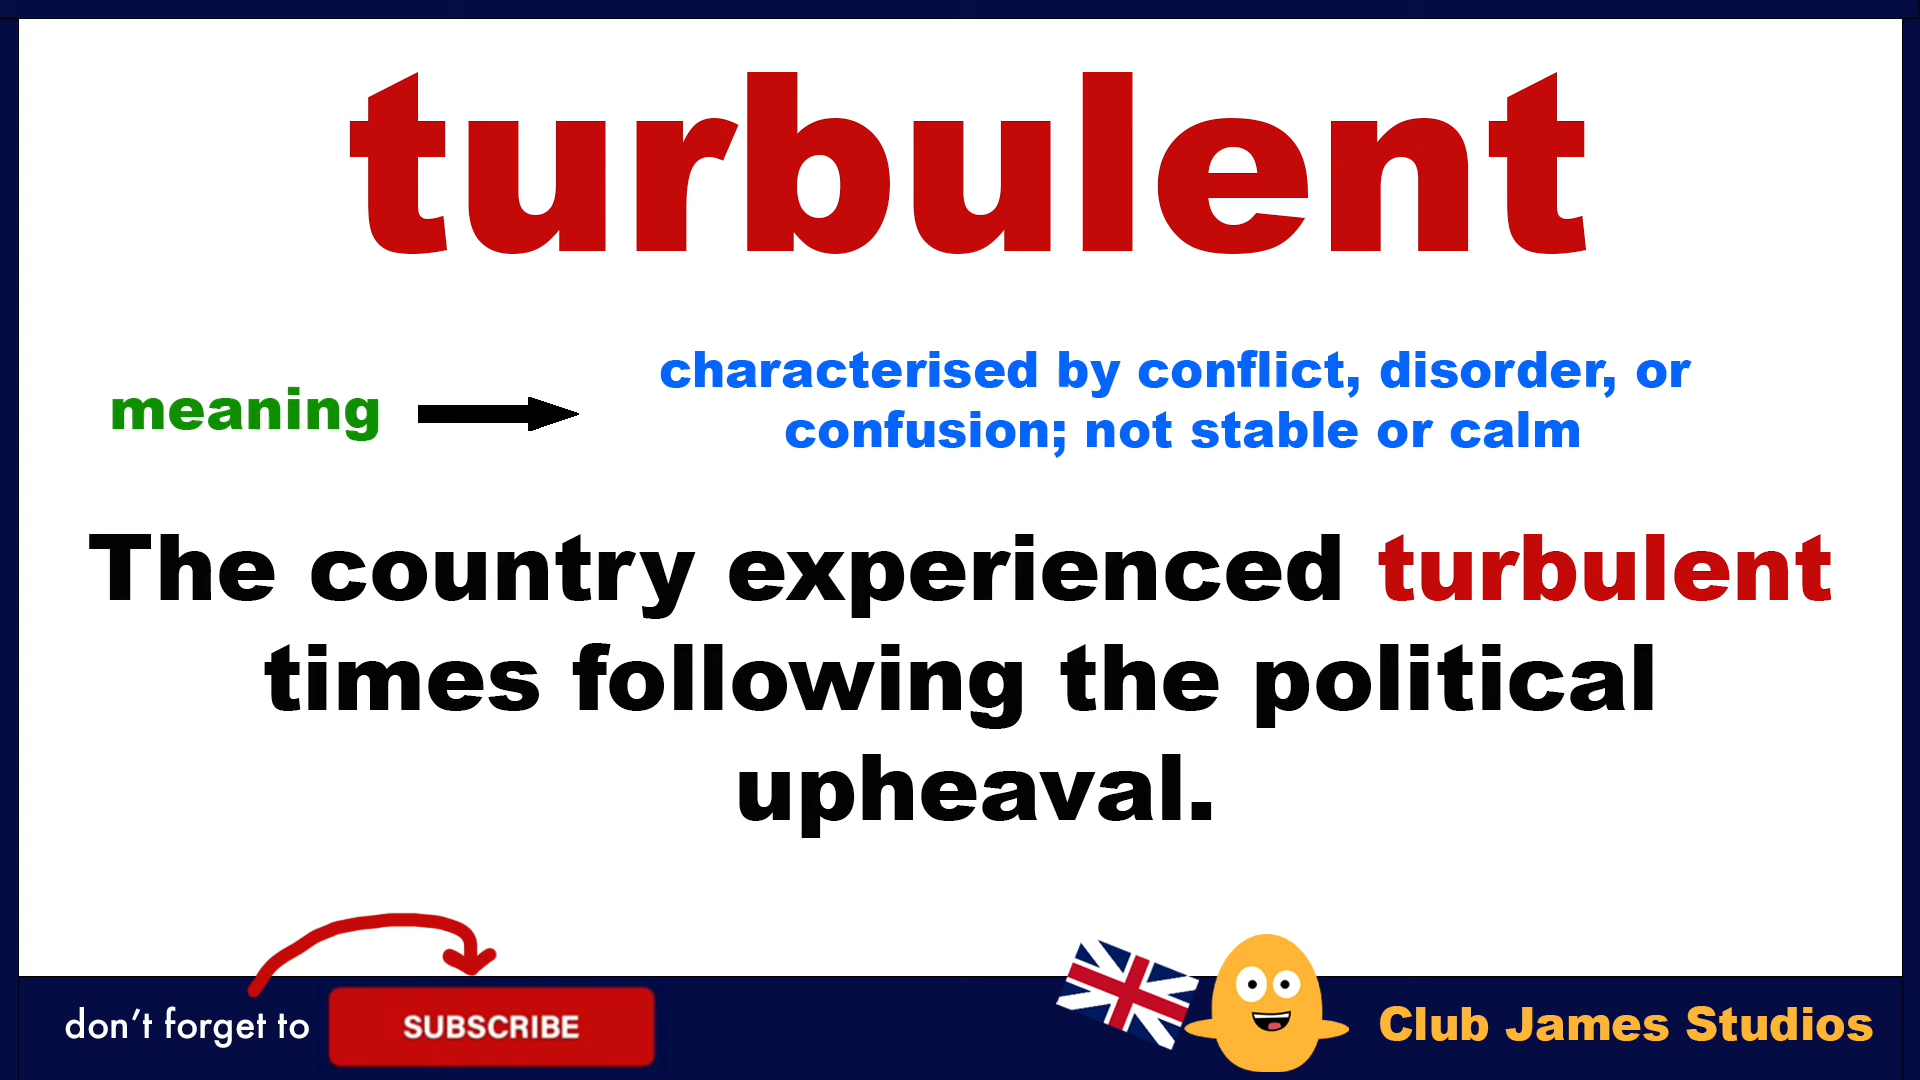 turbulent
meaning
characterised by conflict, disorder, or
confusion; not stable or calm
The country experienced turbulent
times following the political
upheaval.
don't forget to
SUBSCRIBE
Club James Studios